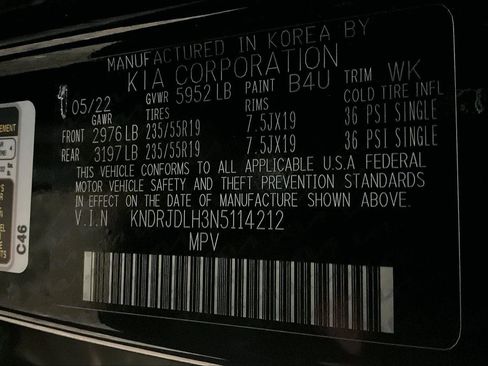 MANUFACTURED IN KOREA BY
KIA CORPORATION
05/22 GVWR 5952 LB PAINT B4U TRIM WK
GAWR TIRES RIMS COLD TIRE INFL
FRONT 2976 LB 235/55R19 7.5JX19 36 PSI SINGLE
REAR 3197 LB 235/55R19 7.5JX19 36 PSI SINGLE
THIS VEHICLE CONFORMS TO ALL APPLICABLE U.S.A FEDERAL
MOTOR VEHICLE SAFETY AND THEFT PREVENTION STANDARDS
IN EFFECT ON THE DATE OF MANUFACTURE SHOWN ABOVE.
V.I.N KNDRJDLH3N5114212
MPV
C46